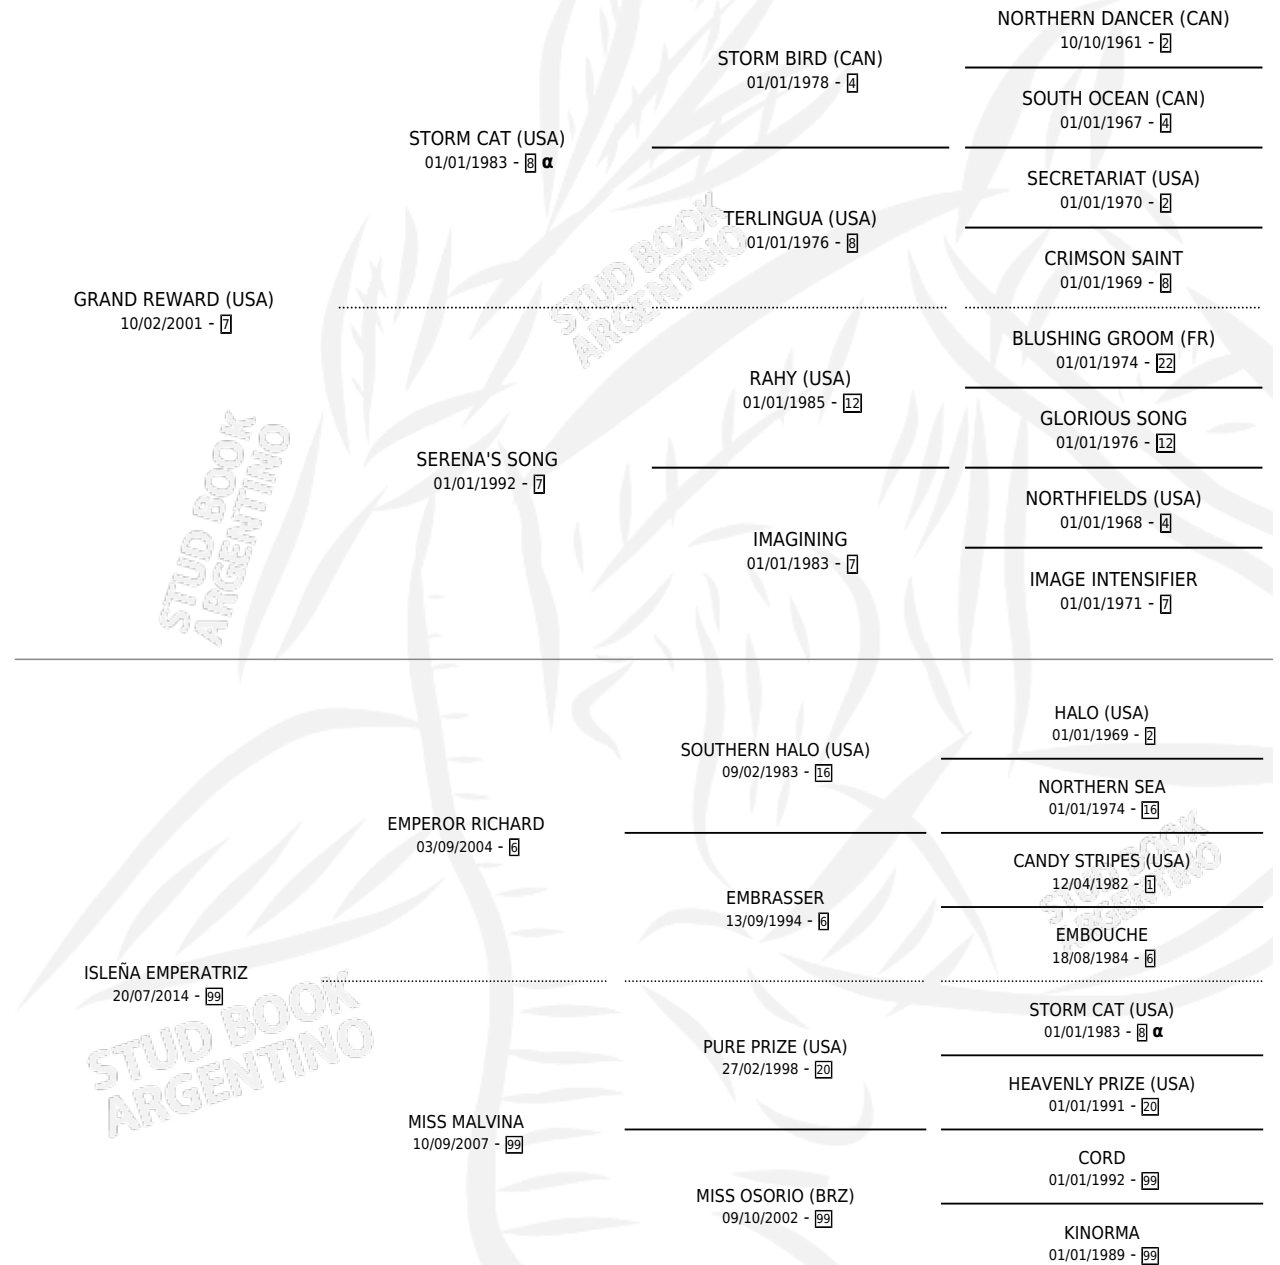 NORTHERN DANCER (CAN)
10/10/1961 - 2
STORM BIRD (CAN)
01/01/1978 - 4
SOUTH OCEAN (CAN)
01/01/1967 - 4
STORM CAT (USA)
01/01/1983 - 8 α
SECRETARIAT (USA)
01/01/1970 - 2
TERLINGUA (USA)
01/01/1976 - 8
CRIMSON SAINT
01/01/1969 - 8
GRAND REWARD (USA)
10/02/2001 - 7
BLUSHING GROOM (FR)
01/01/1974 - 22
RAHY (USA)
01/01/1985 - 12
GLORIOUS SONG
01/01/1976 - 12
SERENA'S SONG
01/01/1992 - 7
NORTHFIELDS (USA)
01/01/1968 - 4
IMAGINING
01/01/1983 - 7
IMAGE INTENSIFIER
01/01/1971 - 7
HALO (USA)
01/01/1969 - 2
SOUTHERN HALO (USA)
09/02/1983 - 16
NORTHERN SEA
01/01/1974 - 16
EMPEROR RICHARD
03/09/2004 - 6
CANDY STRIPES (USA)
12/04/1982 - 1
EMBRASSER
13/09/1994 - 6
EMBOUCHE
18/08/1984 - 6
ISLEÑA EMPERATRIZ
20/07/2014 - 99
STORM CAT (USA)
01/01/1983 - 8 α
PURE PRIZE (USA)
27/02/1998 - 20
HEAVENLY PRIZE (USA)
01/01/1991 - 20
MISS MALVINA
10/09/2007 - 99
CORD
01/01/1992 - 99
MISS OSORIO (BRZ)
09/10/2002 - 99
KINORMA
01/01/1989 - 99
STUD BOOK
ARGENTINO
STUD BOOK
ARGENTINO
STUD BOOK
ARGENTINO
STUD BOOK
ARGENTINO